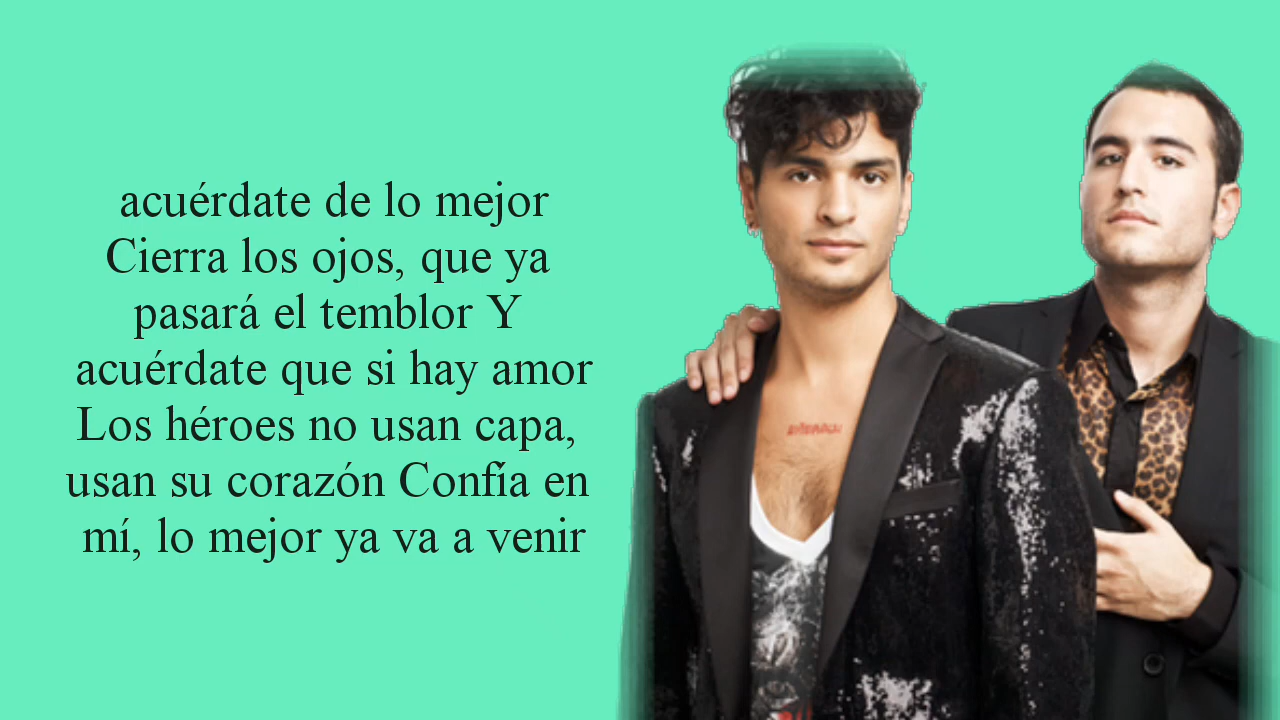 acuérdate de lo mejor
Cierra los ojos, que ya
pasará el temblor Y
acuérdate que si hay amor
Los héroes no usan capa,
usan su corazón Confía en
mí, lo mejor ya va a venir